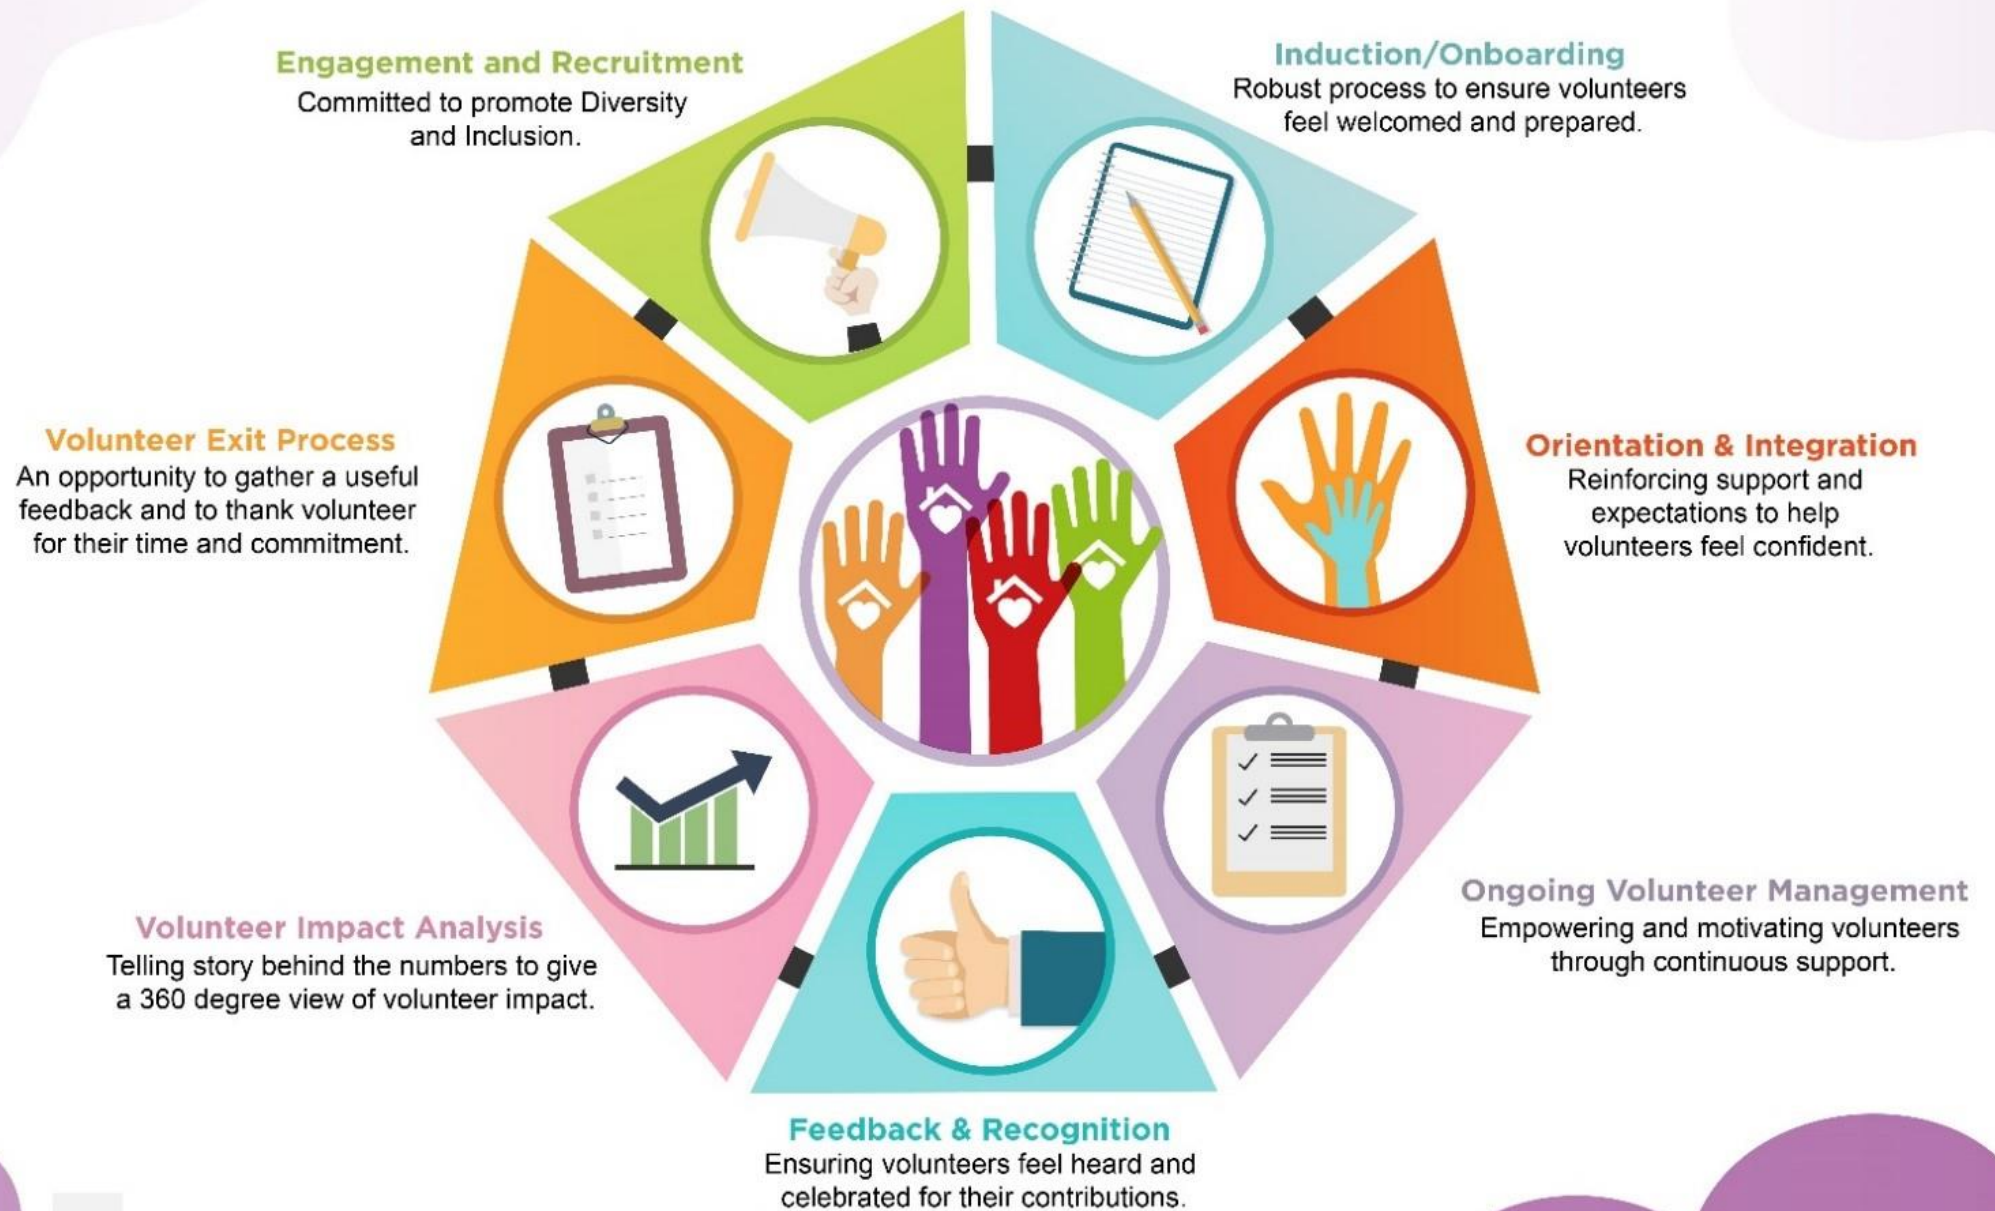 Engagement and Recruitment
Committed to promote Diversity
and Inclusion.
Induction/Onboarding
Robust process to ensure volunteers
feel welcomed and prepared.
Orientation & Integration
Reinforcing support and
expectations to help
volunteers feel confident.
Ongoing Volunteer Management
Empowering and motivating volunteers
through continuous support.
Feedback & Recognition
Ensuring volunteers feel heard and
celebrated for their contributions.
Volunteer Impact Analysis
Telling story behind the numbers to give
a 360 degree view of volunteer impact.
Volunteer Exit Process
An opportunity to gather a useful
feedback and to thank volunteer
for their time and commitment.